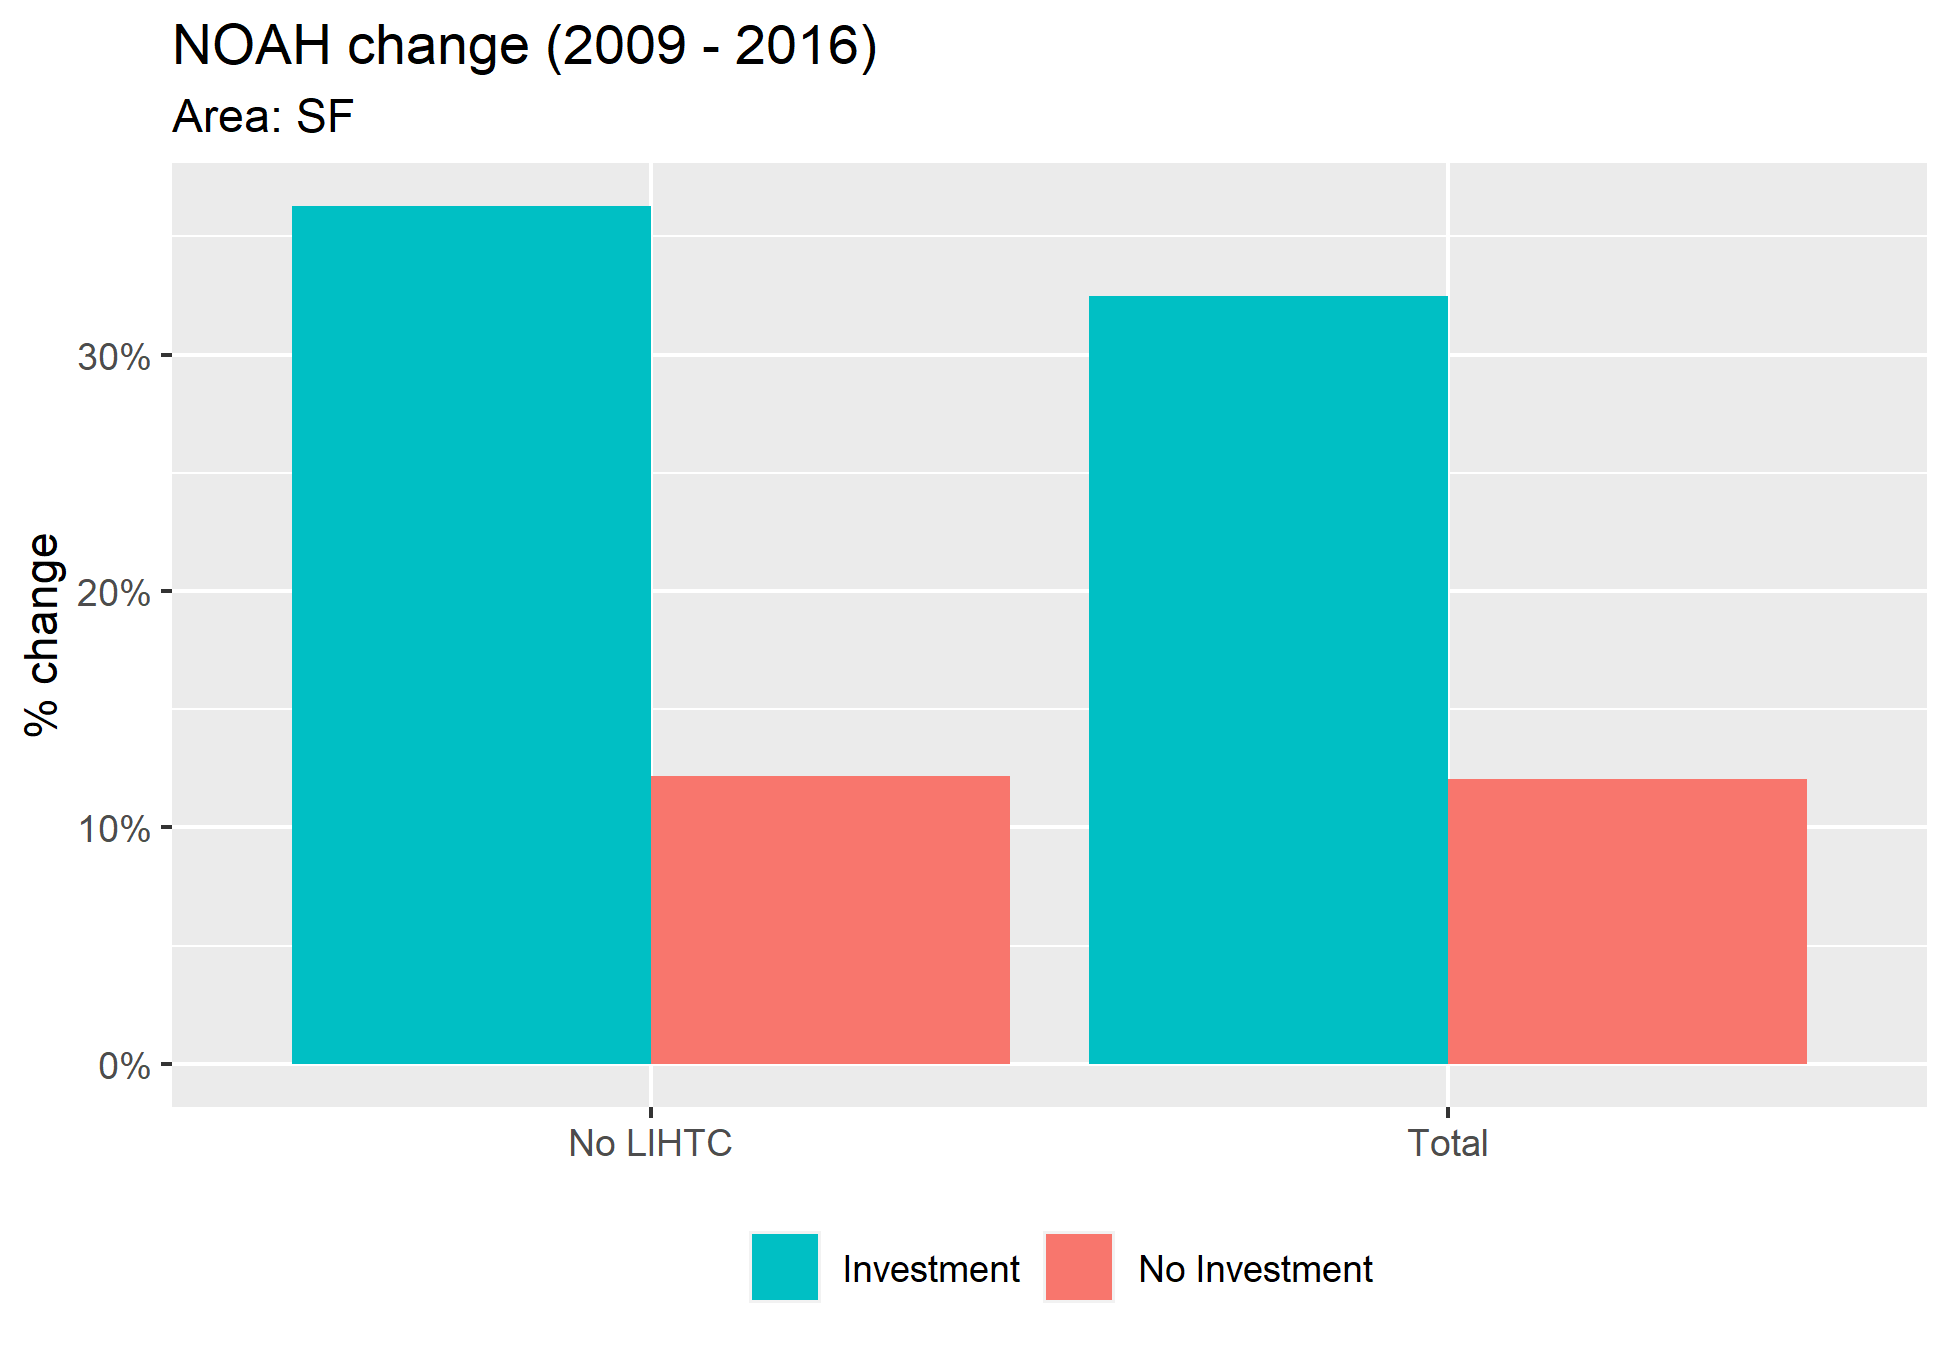 NOAH change (2009 - 2016)
Area: SF
% change
30%
20%
10%
0%
No LIHTC
Total
Investment
No Investment